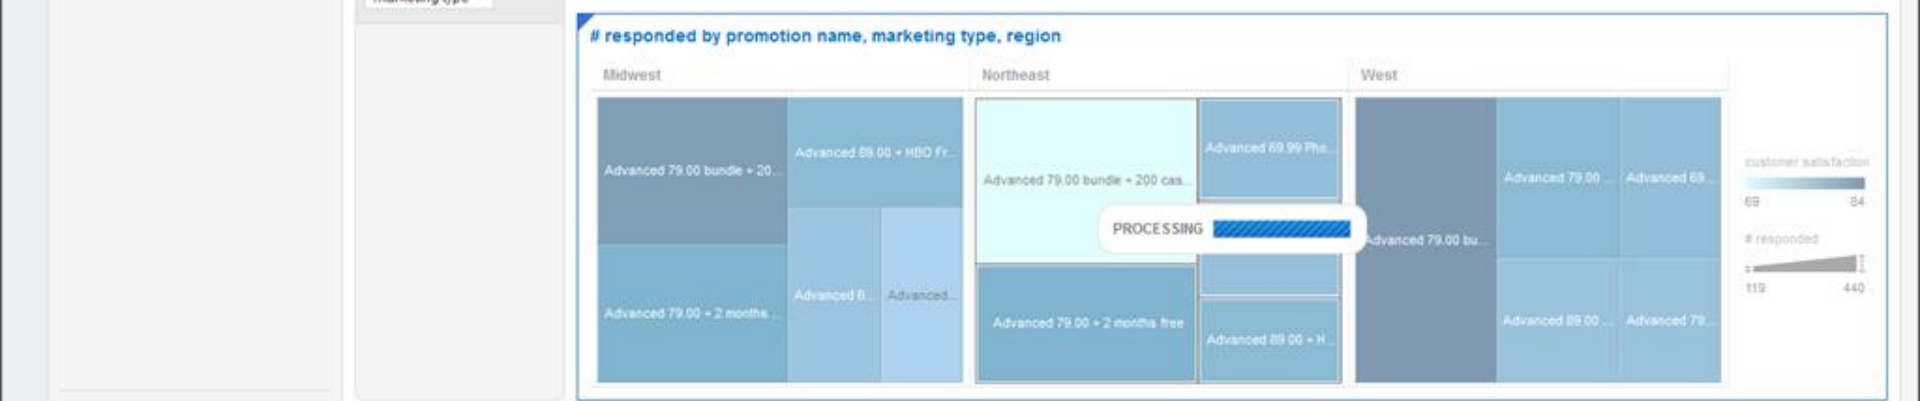 marketing type
# responded by promotion name, marketing type, region
Midwest
Northeast
West
Advanced 79.00 bundle + 20...
Advanced 89.00 + HBO Fr...
Advanced 79.00 + 2 months...
Advanced 6...
Advanced...
Advanced 79.00 bundle + 200 cas...
Advanced 69.99 Pho...
Advanced 79.00 + 2 months free
Advanced 89.00 + H...
PROCESSING
Advanced 79.00 bu...
Advanced 79.00 ...
Advanced 69...
Advanced 89.00 ...
Advanced 79...
customer satisfaction
69
84
# responded
119
440